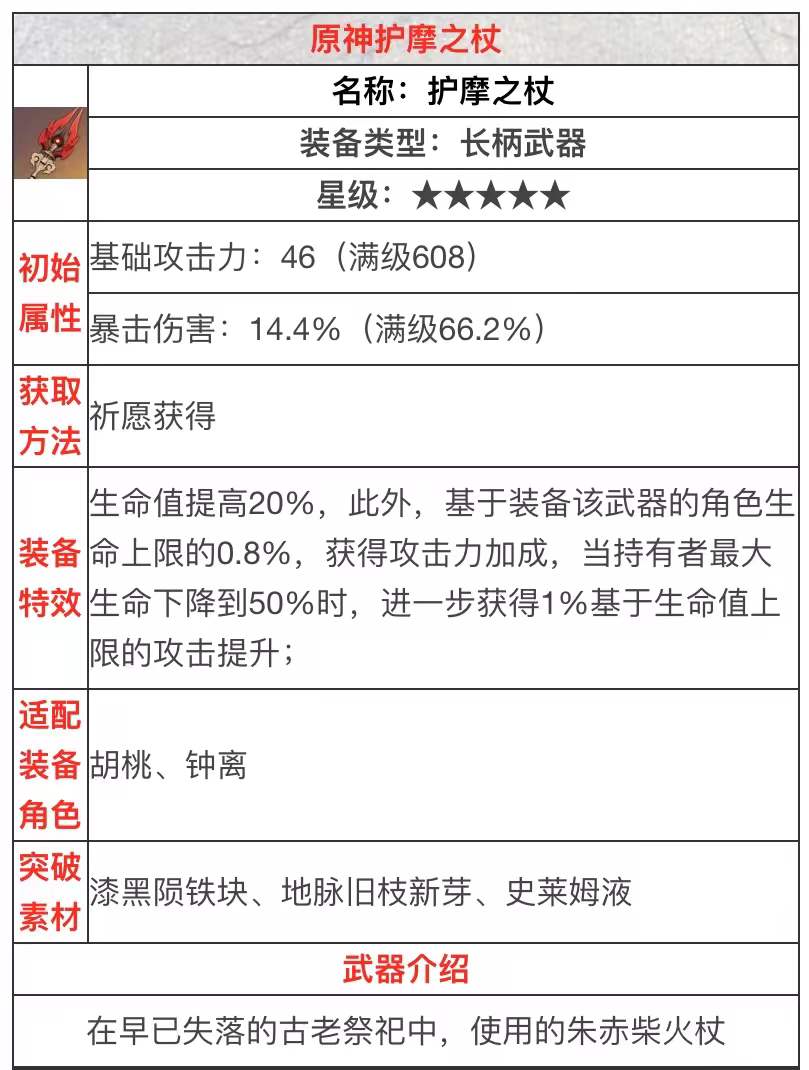 原神护摩之杖
名称：护摩之杖
装备类型：长柄武器
星级：★★★★★
初始
属性
基础攻击力：46（满级608）
暴击伤害：14.4%（满级66.2%）
获取
方法
祈愿获得
装备
特效
生命值提高20%，此外，基于装备该武器的角色生
命上限的0.8%，获得攻击力加成，当持有者最大
生命下降到50%时，进一步获得1%基于生命值上
限的攻击提升；
适配
装备
角色
胡桃、钟离
突破
素材
漆黑陨铁块、地脉旧枝新芽、史莱姆液
武器介绍
在早已失落的古老祭祀中，使用的朱赤柴火杖